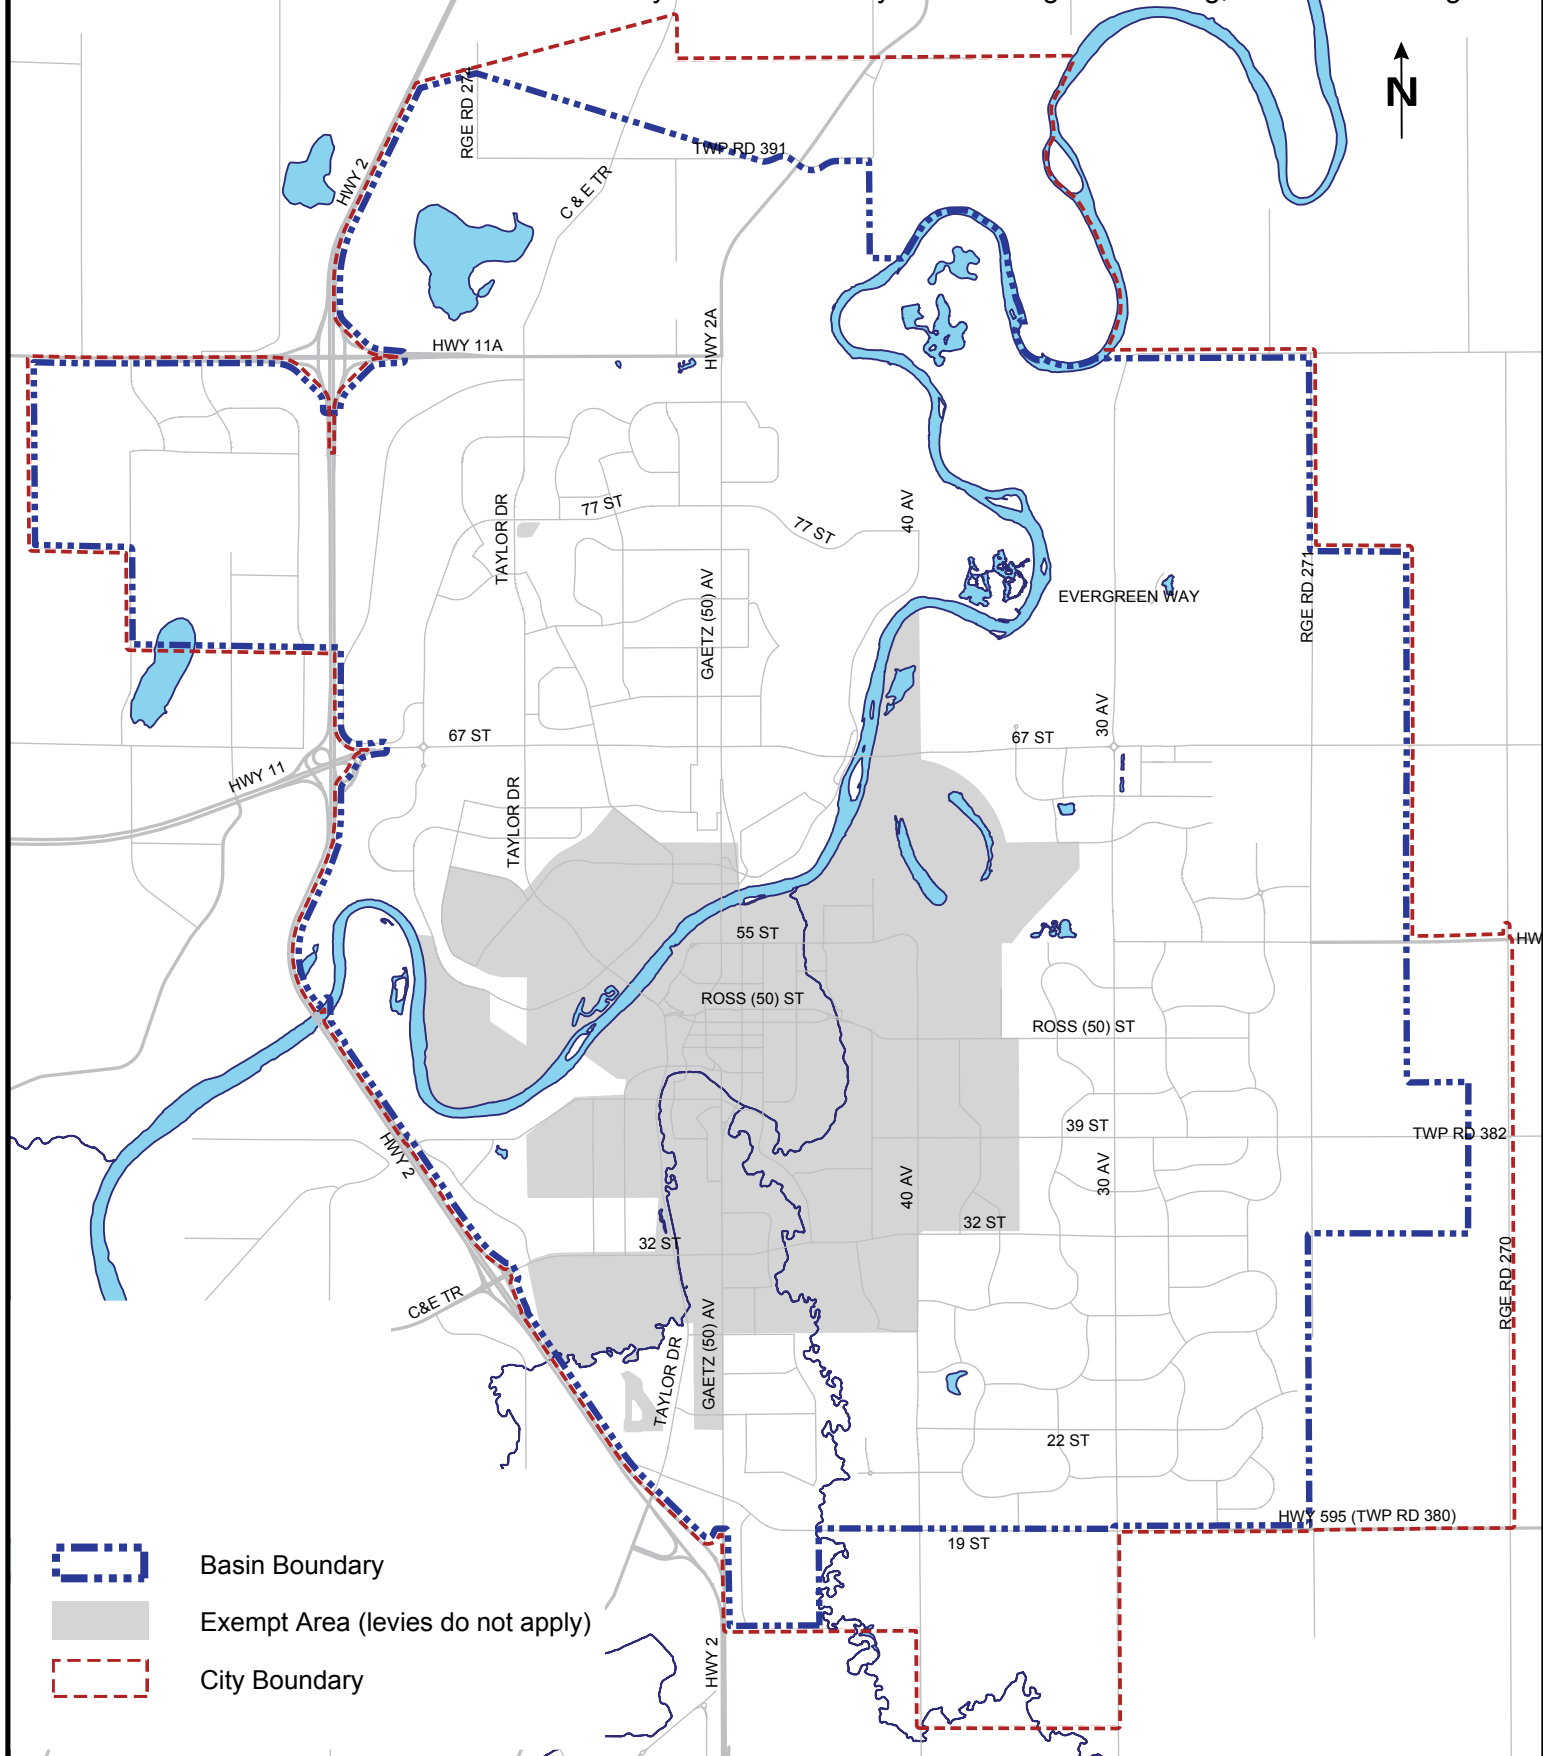 N
RGE RD 274
HWY 2
TWP RD 391
C & E TR
HWY 11A
HWY 2A
77 ST
77 ST
TAYLOR DR
40 AV
GAETZ (50) AV
EVERGREEN WAY
RGE RD 271
30 AV
67 ST
67 ST
HWY 11
TAYLOR DR
55 ST
HW
ROSS (50) ST
ROSS (50) ST
39 ST
TWP RD 382
HWY 2
40 AV
30 AV
32 ST
32 ST
RGE RD 270
C&E TR
GAETZ (50) AV
TAYLOR DR
22 ST
HWY 595 (TWP RD 380)
19 ST
HWY 2
Basin Boundary
Exempt Area (levies do not apply)
City Boundary